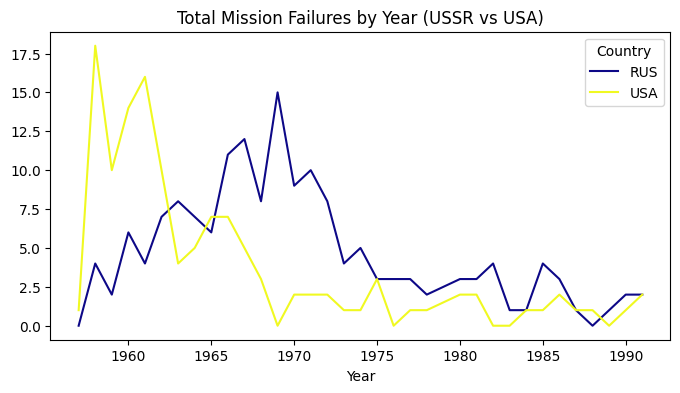 Total Mission Failures by Year (USSR vs USA)
Country
RUS
USA
17.5
15.0
12.5
10.0
7.5
5.0
2.5
0.0
1960 1965 1970 1975 1980 1985 1990
Year